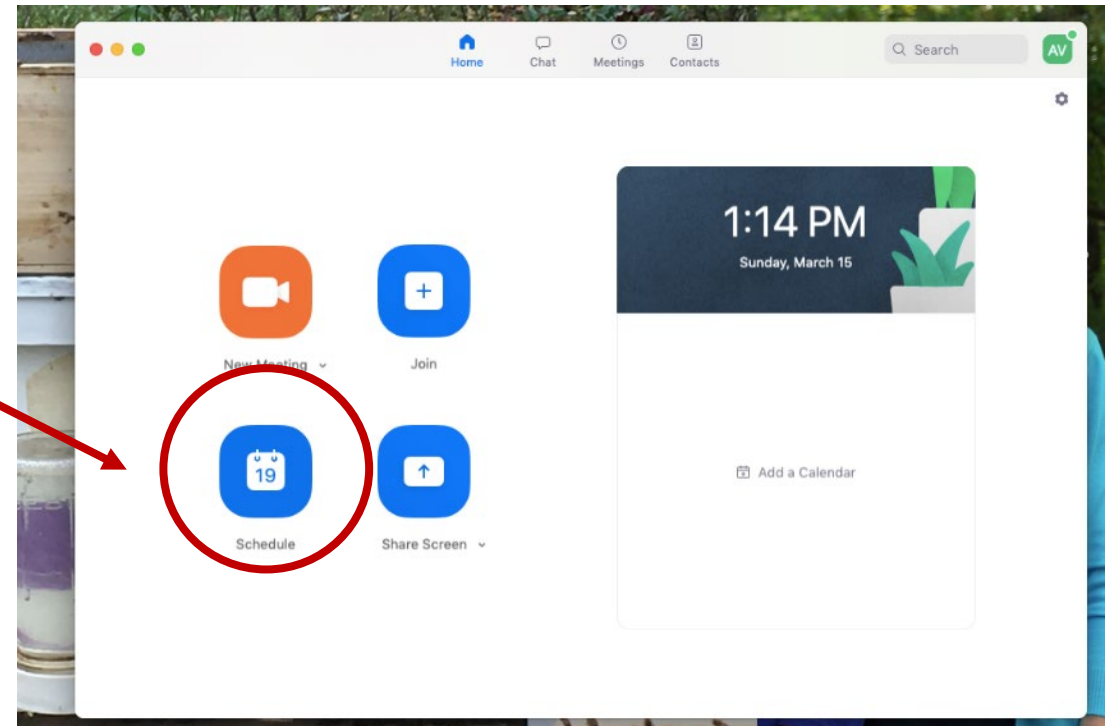 Home
Chat
Meetings
Contacts
Search
AV
1:14 PM
Sunday, March 15
New Meeting
Join
19
Schedule
Share Screen
Add a Calendar